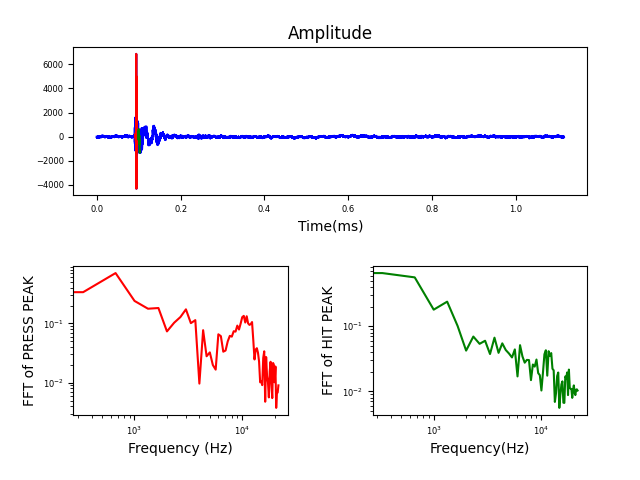 Amplitude
6000
4000
2000
0
−2000
−4000
0.0 0.2 0.4 0.6 0.8 1.0
Time(ms)
FFT of PRESS PEAK
10⁻¹
10⁻²
10³ 10⁴
Frequency (Hz)
FFT of HIT PEAK
10⁻¹
10⁻²
10³ 10⁴
Frequency(Hz)